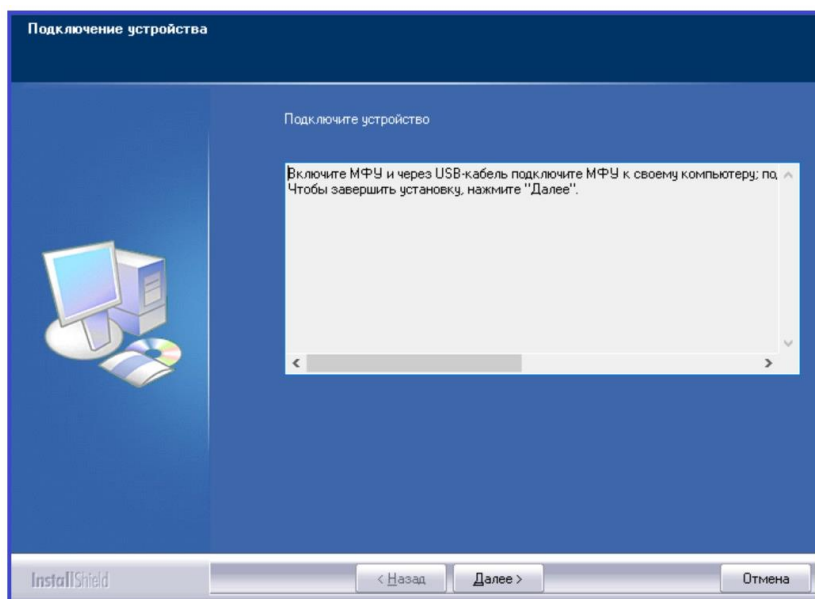 Подключение устройства
Подключите устройство
Включите МФУ и через USB-кабель подключите МФУ к своему компьютеру; по
Чтобы завершить установку, нажмите "Далее".
InstallShield
< Назад
Далее >
Отмена